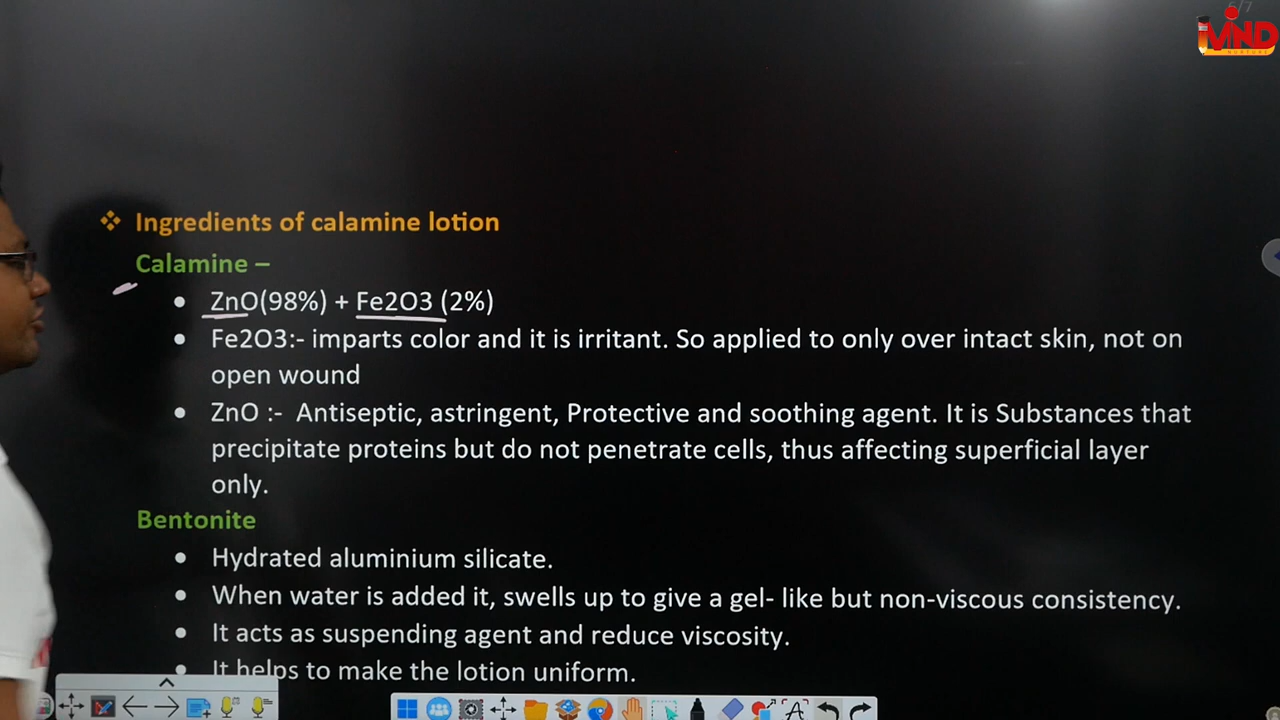 6/7
iMIND
NURTURE
❖ Ingredients of calamine lotion
Calamine –
• ZnO(98%) + Fe2O3 (2%)
• Fe2O3:- imparts color and it is irritant. So applied to only over intact skin, not on
open wound
• ZnO :- Antiseptic, astringent, Protective and soothing agent. It is Substances that
precipitate proteins but do not penetrate cells, thus affecting superficial layer
only.
Bentonite
• Hydrated aluminium silicate.
• When water is added it, swells up to give a gel- like but non-viscous consistency.
• It acts as suspending agent and reduce viscosity.
• It helps to make the lotion uniform.